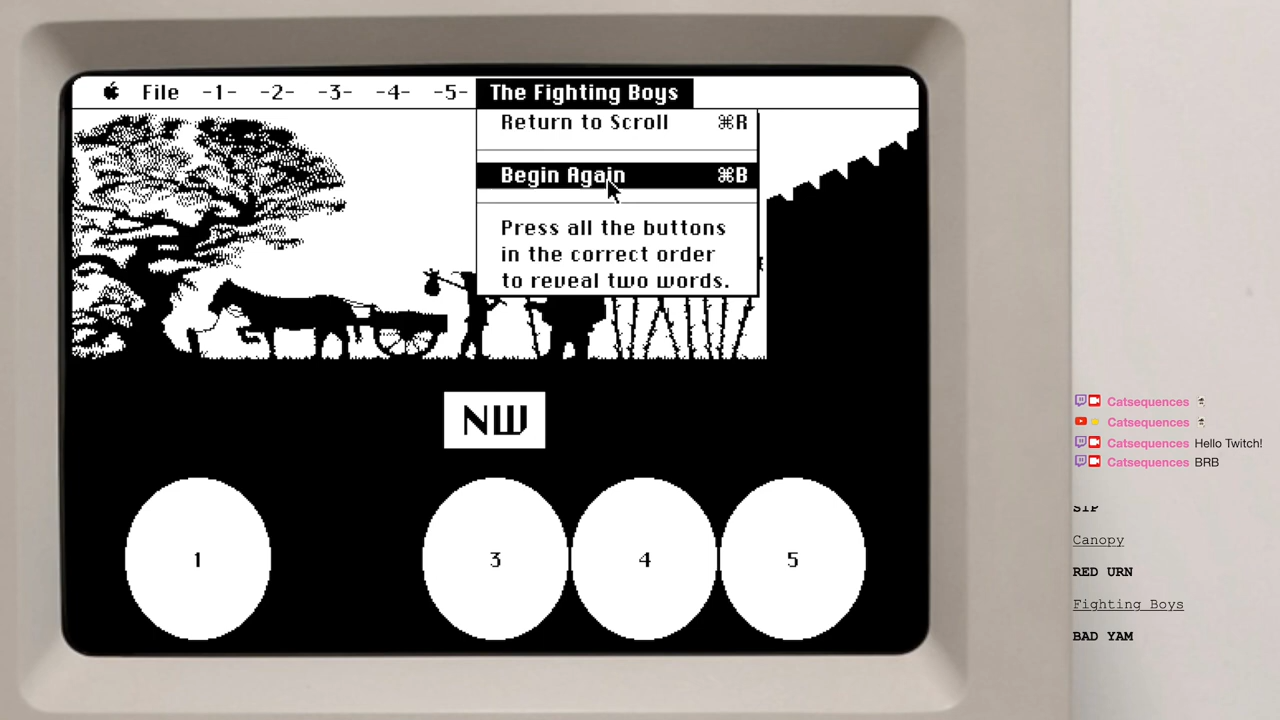 File -1- -2- -3- -4- -5- The Fighting Boys
Return to Scroll ⌘R
Begin Again ⌘B
Press all the buttons
in the correct order
to reveal two words.
NW
1 3 4 5
Catsequences
Catsequences
Catsequences Hello Twitch!
Catsequences BRB
SIP
Canopy
RED URN
Fighting Boys
BAD YAM